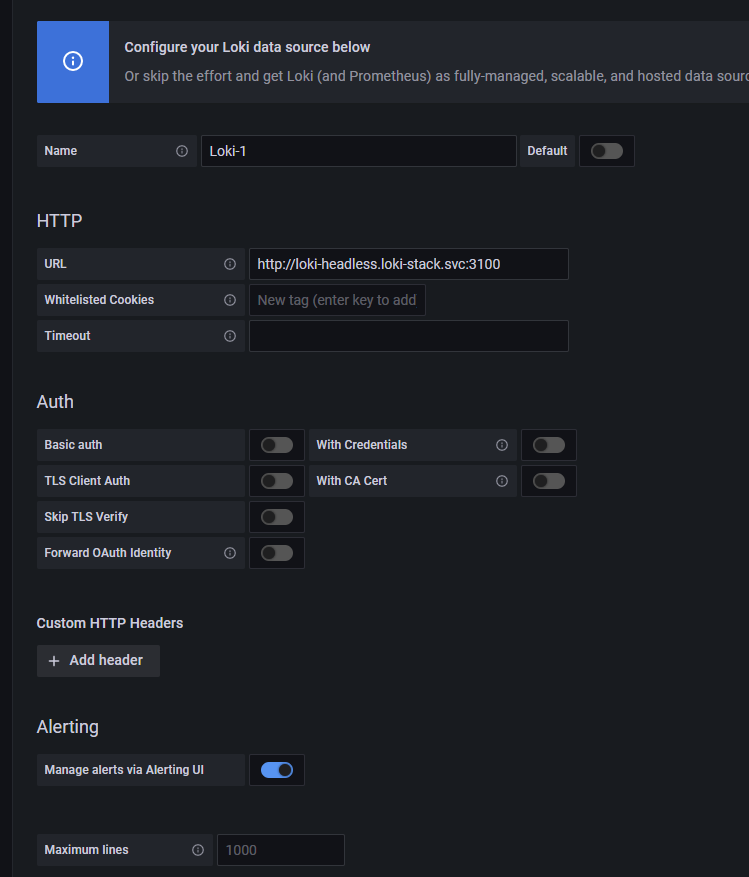 Configure your Loki data source below
Or skip the effort and get Loki (and Prometheus) as fully-managed, scalable, and hosted data
Name Loki-1 Default
HTTP
URL http://loki-headless.loki-stack.svc:3100
Whitelisted Cookies New tag (enter key to add
Timeout
Auth
Basic auth With Credentials
TLS Client Auth With CA Cert
Skip TLS Verify
Forward OAuth Identity
Custom HTTP Headers
+ Add header
Alerting
Manage alerts via Alerting UI
Maximum lines 1000